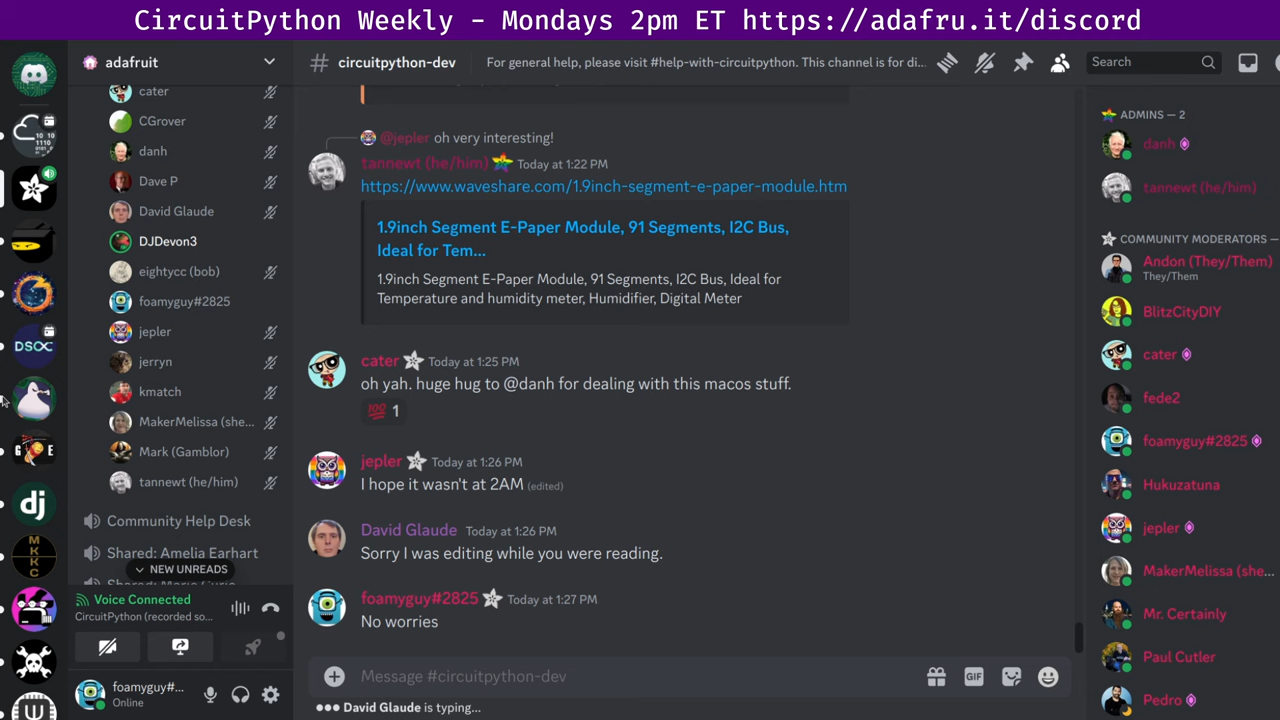 CircuitPython Weekly - Mondays 2pm ET https://adafru.it/discord
adafruit
cater
CGrover
danh
Dave P
David Glaude
DJDevon3
eightycc (bob)
foamyguy#2825
jepler
jerryn
kmatch
MakerMelissa (she...
Mark (Gamblor)
tannewt (he/him)
Community Help Desk
Shared: Amelia Earhart
NEW UNREADS
Voice Connected
CircuitPython (recorded so...
foamyguy#...
Online
# circuitpython-dev
For general help, please visit #help-with-circuitpython. This channel is for di...
Search
@jepler oh very interesting!
tannewt (he/him) Today at 1:22 PM
https://www.waveshare.com/1.9inch-segment-e-paper-module.htm
1.9inch Segment E-Paper Module, 91 Segments, I2C Bus,
Ideal for Tem...
1.9inch Segment E-Paper Module, 91 Segments, I2C Bus, Ideal for
Temperature and humidity meter, Humidifier, Digital Meter
cater Today at 1:25 PM
oh yah. huge hug to @danh for dealing with this macos stuff.
100 1
jepler Today at 1:26 PM
I hope it wasn't at 2AM (edited)
David Glaude Today at 1:26 PM
Sorry I was editing while you were reading.
foamyguy#2825 Today at 1:27 PM
No worries
Message #circuitpython-dev
GIF
David Glaude is typing...
ADMINS — 2
danh
tannewt (he/him)
COMMUNITY MODERATORS —
Andon (They/Them)
They/Them
BlitzCityDIY
cater
fede2
foamyguy#2825
Hukuzatuna
jepler
MakerMelissa (she...
Mr. Certainly
Paul Cutler
Pedro
DSOC
dj